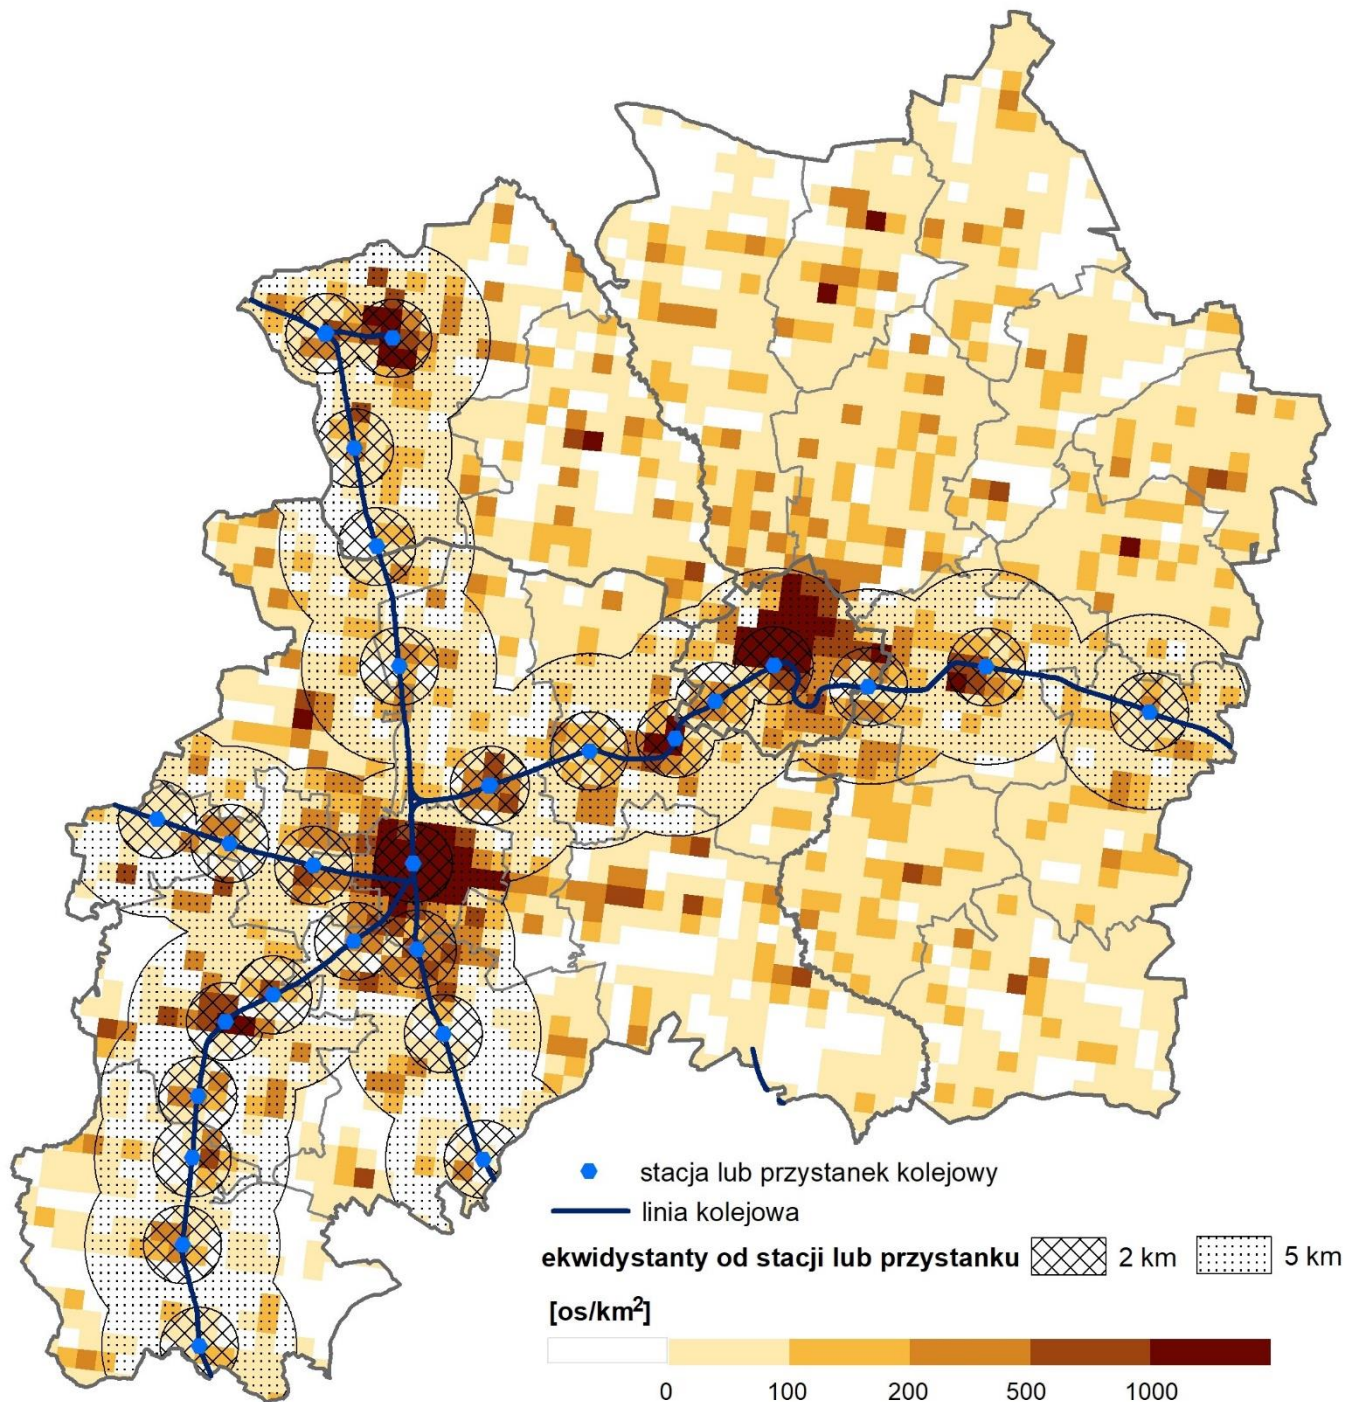 stacja lub przystanek kolejowy
linia kolejowa
ekwidystanty od stacji lub przystanku 2 km 5 km
[os/km²]
0 100 200 500 1000